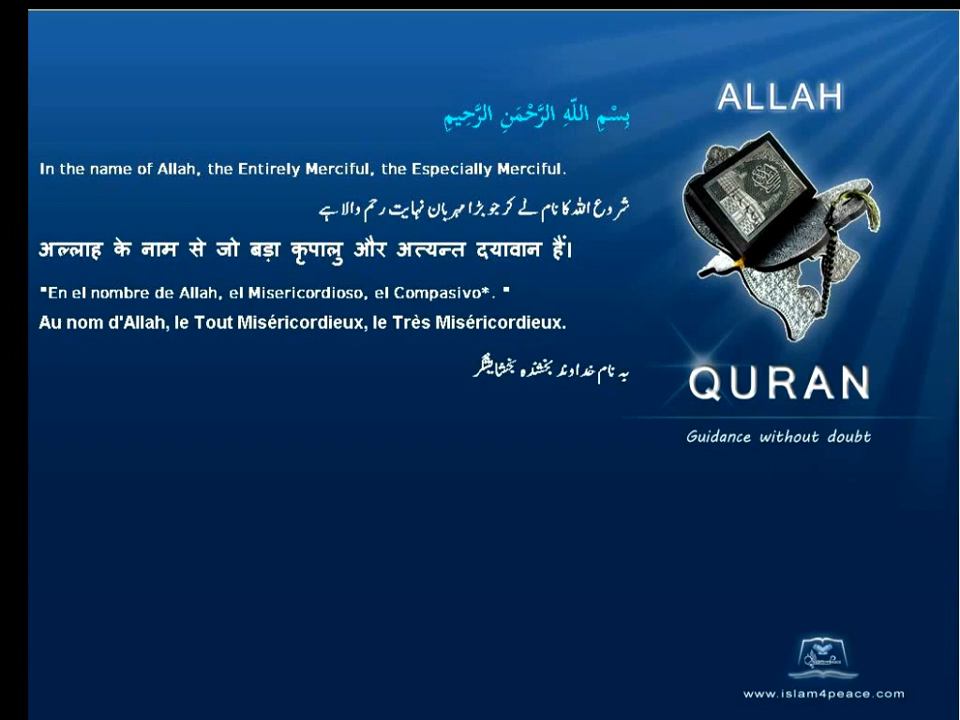 بِسْمِ اللّهِ الرَّحْمَنِ الرَّحِيمِ
In the name of Allah, the Entirely Merciful, the Especially Merciful.
شروع الله کا نام لے کر جو بڑا مہربان نہایت رحم والا ہے
अल्लाह के नाम से जो बड़ा कृपालु और अत्यन्त दयावान हैं।
"En el nombre de Allah, el Misericordioso, el Compasivo*. "
Au nom d'Allah, le Tout Miséricordieux, le Très Miséricordieux.
به نام خداوند بخشنده بخشایشگر
ALLAH
QURAN
Guidance without doubt
www.islam4peace.com